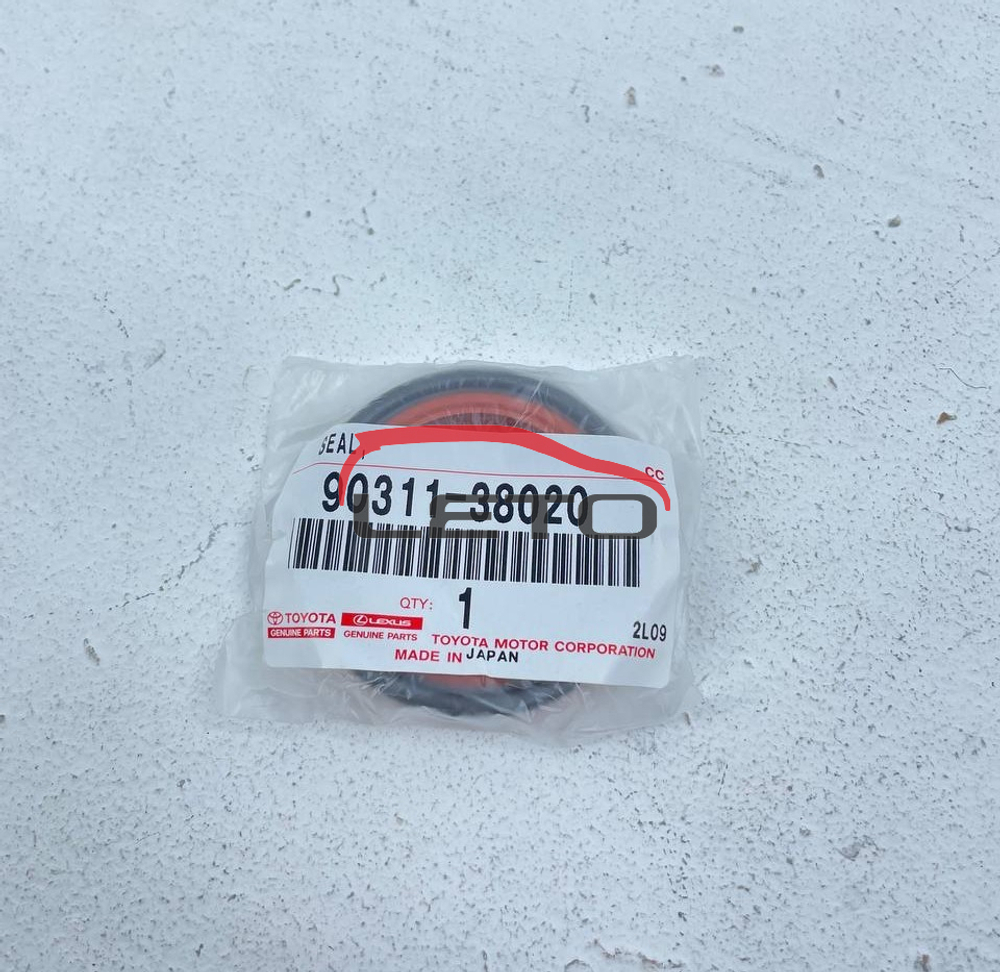 SEAL,
CC
90311-38020
LETO
QTY: 1
TOYOTA
GENUINE PARTS
LEXUS
GENUINE PARTS
2L09
TOYOTA MOTOR CORPORATION
MADE IN JAPAN